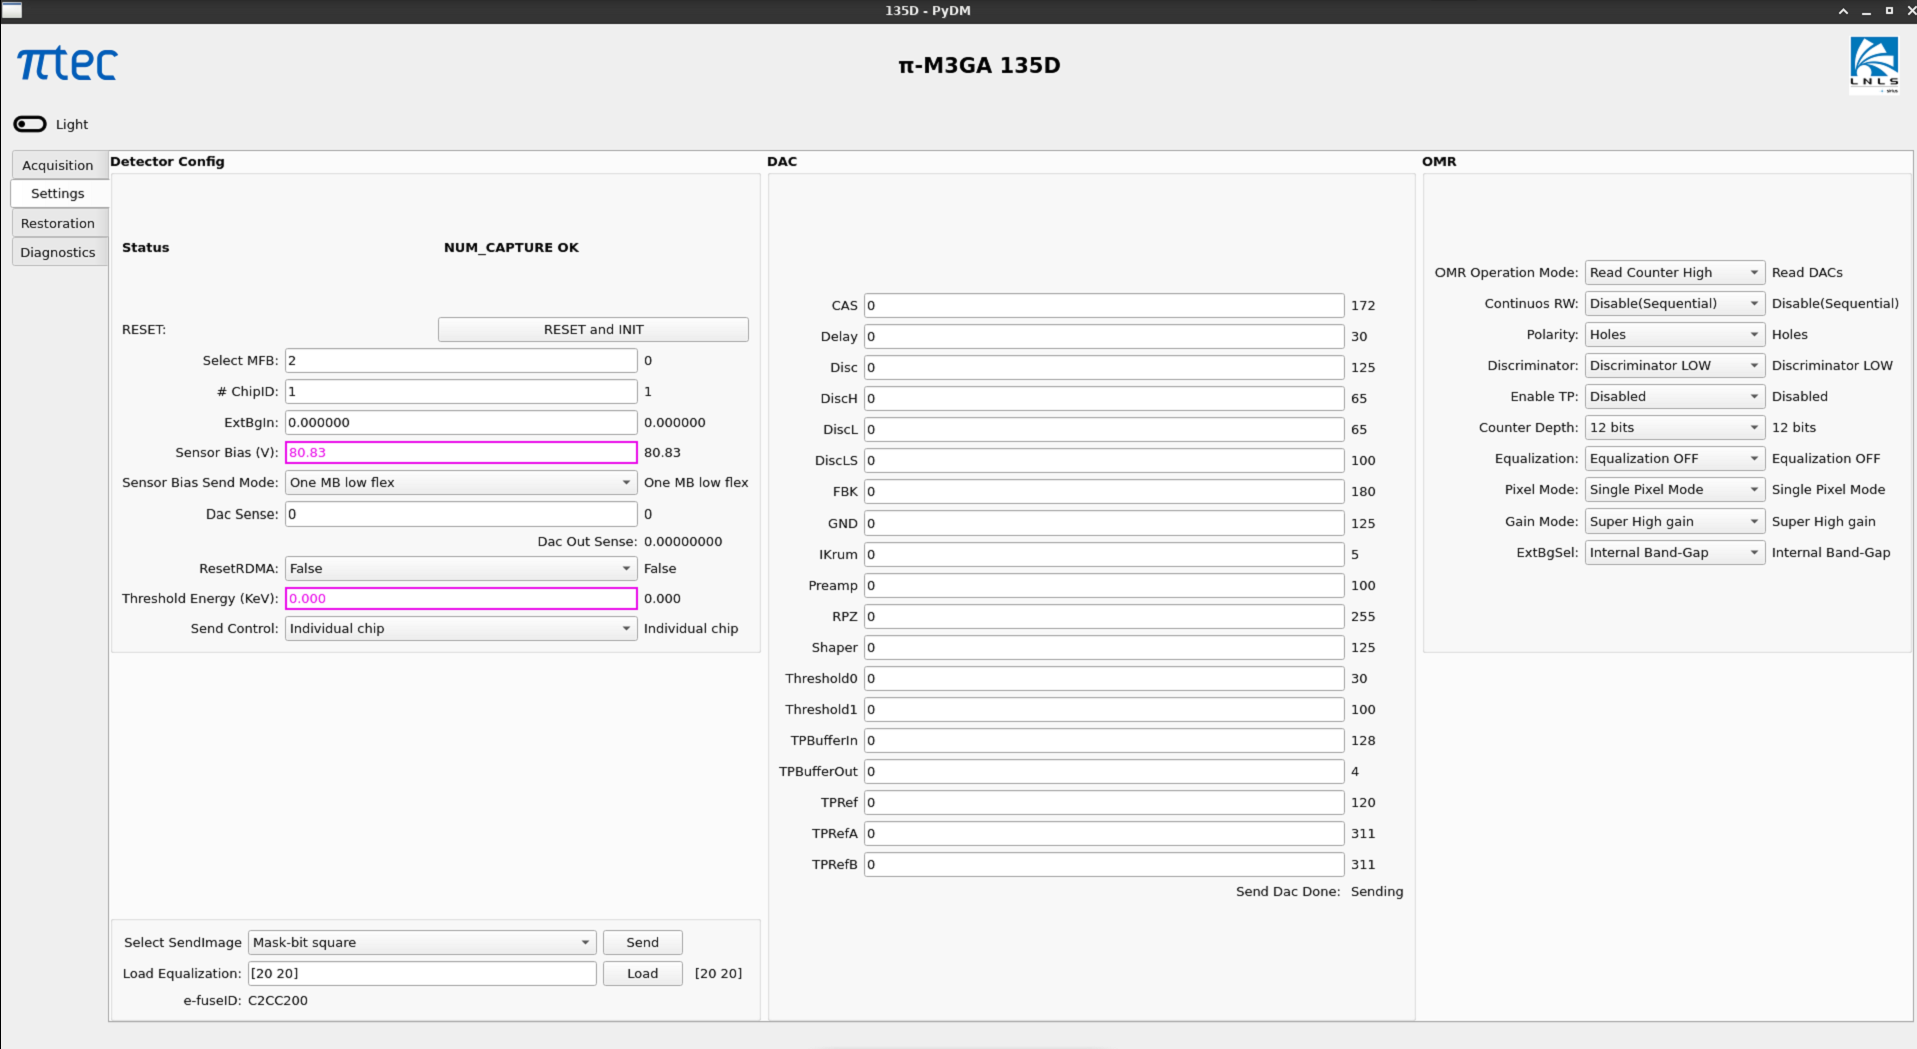 135D - PyDM
πtec
π-M3GA 135D
LNLS
Light
Acquisition
Settings
Restoration
Diagnostics
Detector Config
Status NUM_CAPTURE OK
RESET: RESET and INIT
Select MFB: 2 0
# ChipID: 1 1
ExtBgIn: 0.000000 0.000000
Sensor Bias (V): 80.83 80.83
Sensor Bias Send Mode: One MB low flex One MB low flex
Dac Sense: 0 0
Dac Out Sense: 0.00000000
ResetRDMA: False False
Threshold Energy (KeV): 0.000 0.000
Send Control: Individual chip Individual chip
Select SendImage Mask-bit square Send
Load Equalization: [20 20] Load [20 20]
e-fuseID: C2CC200
DAC
CAS 0 172
Delay 0 30
Disc 0 125
DiscH 0 65
DiscL 0 65
DiscLS 0 100
FBK 0 180
GND 0 125
IKrum 0 5
Preamp 0 100
RPZ 0 255
Shaper 0 125
Threshold0 0 30
Threshold1 0 100
TPBufferIn 0 128
TPBufferOut 0 4
TPRef 0 120
TPRefA 0 311
TPRefB 0 311
Send Dac Done: Sending
OMR
OMR Operation Mode: Read Counter High Read DACs
Continuos RW: Disable(Sequential) Disable(Sequential)
Polarity: Holes Holes
Discriminator: Discriminator LOW Discriminator LOW
Enable TP: Disabled Disabled
Counter Depth: 12 bits 12 bits
Equalization: Equalization OFF Equalization OFF
Pixel Mode: Single Pixel Mode Single Pixel Mode
Gain Mode: Super High gain Super High gain
ExtBgSel: Internal Band-Gap Internal Band-Gap